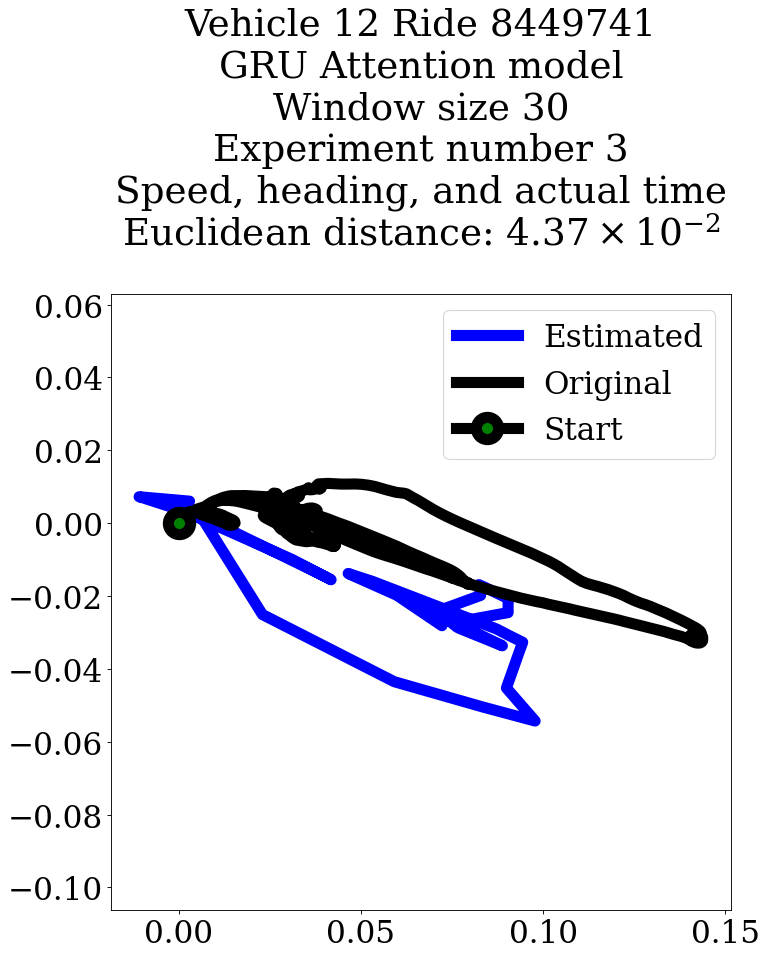 Vehicle 12 Ride 8449741
GRU Attention model
Window size 30
Experiment number 3
Speed, heading, and actual time
Euclidean distance: 4.37 × 10⁻²
Estimated
Original
Start
0.06
0.04
0.02
0.00
−0.02
−0.04
−0.06
−0.08
−0.10
0.00 0.05 0.10 0.15